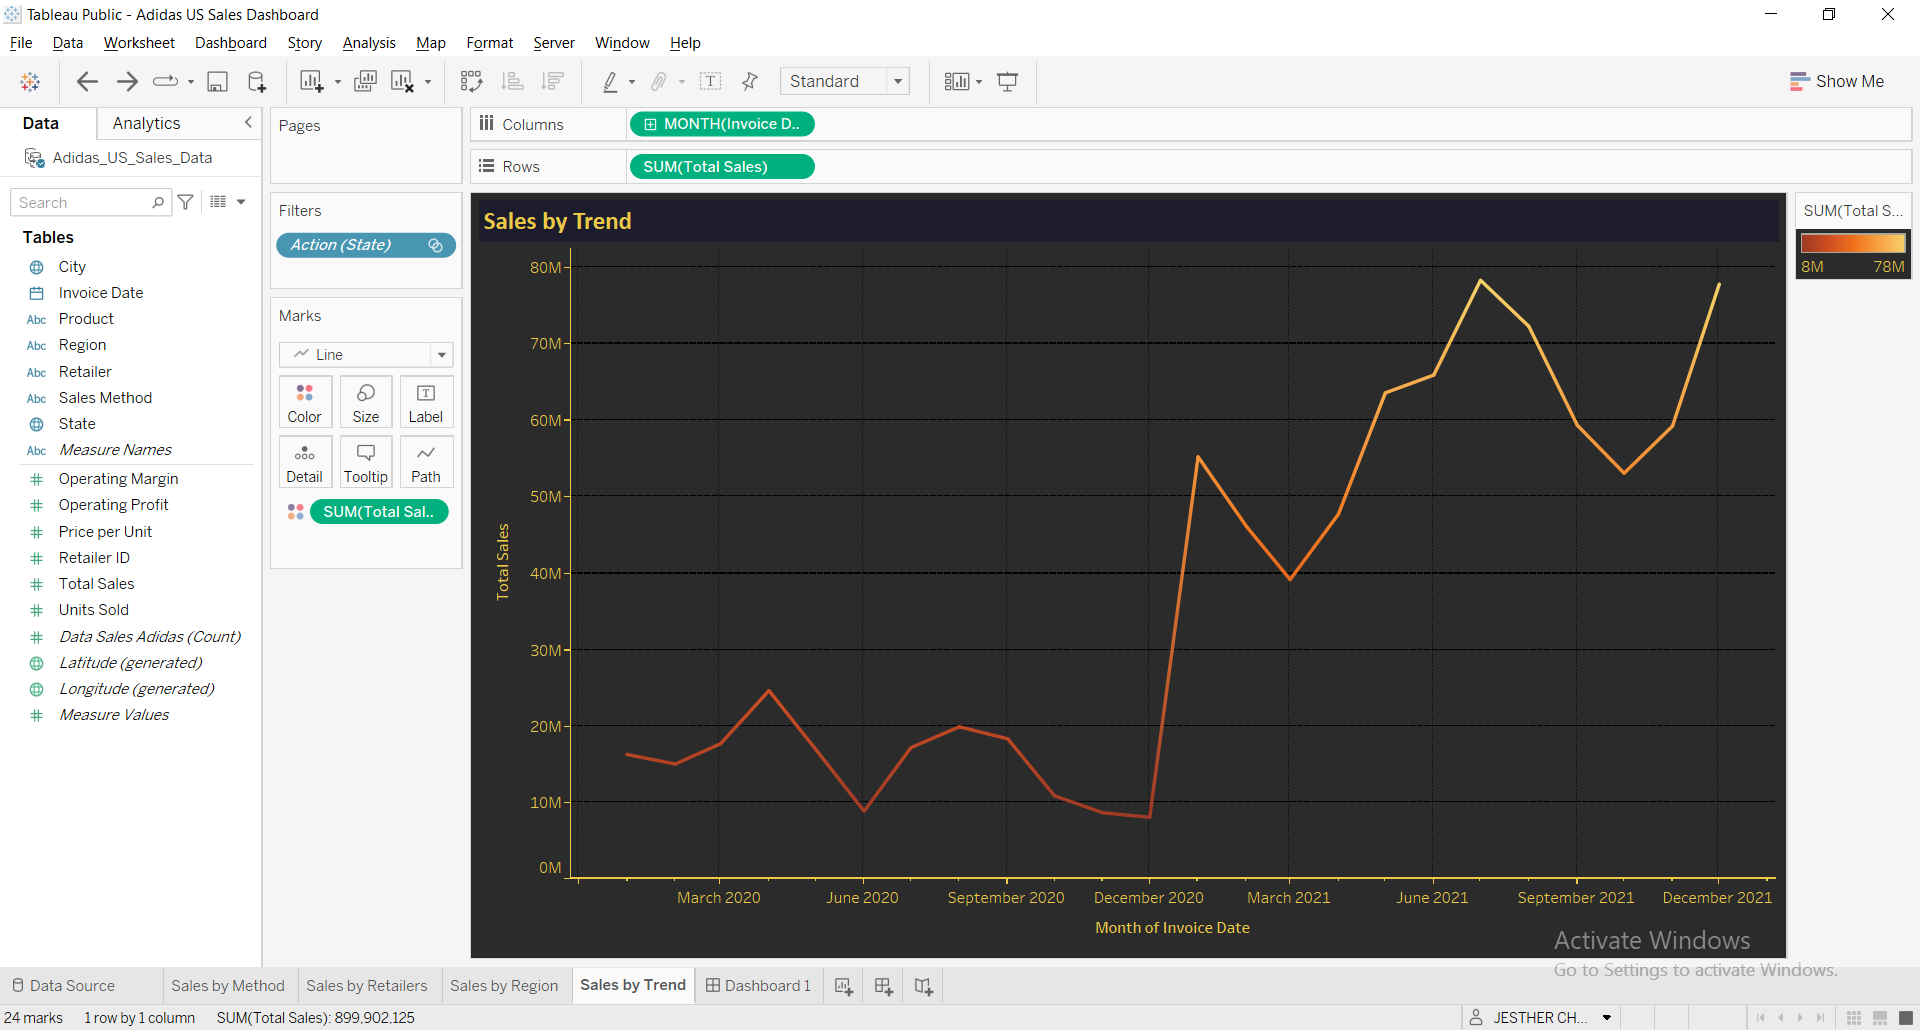 Tableau Public - Adidas US Sales Dashboard
File Data Worksheet Dashboard Story Analysis Map Format Server Window Help
Standard
Show Me
Data Analytics
Adidas_US_Sales_Data
Search
Tables
City
Invoice Date
Abc Product
Abc Region
Abc Retailer
Abc Sales Method
State
Abc Measure Names
Operating Margin
Operating Profit
Price per Unit
Retailer ID
Total Sales
Units Sold
Data Sales Adidas (Count)
Latitude (generated)
Longitude (generated)
Measure Values
Pages
Filters
Action (State)
Marks
Line
Color Size Label
Detail Tooltip Path
SUM(Total Sal..
Columns MONTH(Invoice D..
Rows SUM(Total Sales)
Sales by Trend
80M
70M
60M
50M
40M
30M
20M
10M
0M
Total Sales
March 2020 June 2020 September 2020 December 2020 March 2021 June 2021 September 2021 December 2021
Month of Invoice Date
SUM(Total S...
8M 78M
Activate Windows
Go to Settings to activate Windows.
Data Source Sales by Method Sales by Retailers Sales by Region Sales by Trend Dashboard 1
24 marks 1 row by 1 column SUM(Total Sales): 899,902,125 JESTHER CH...